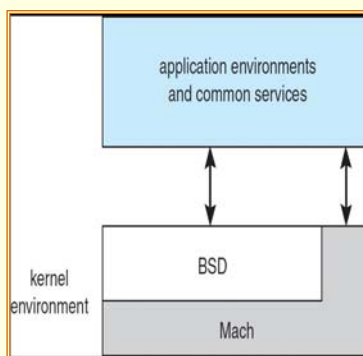 application environments
and common services
BSD
kernel
environment
Mach